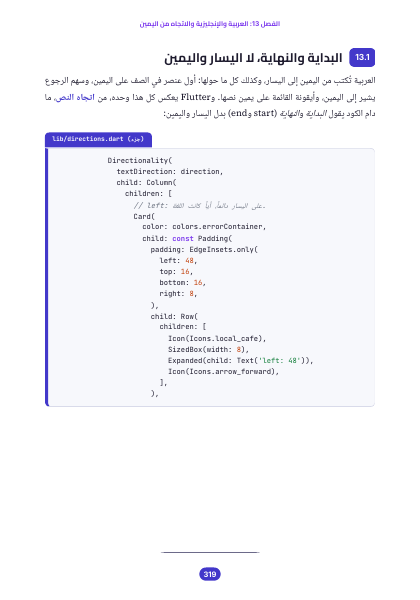 الفصل 13: العربية والإنجليزية والاتجاه من اليمين
13.1 البداية والنهاية، لا اليسار واليمين
العربية تُكتب من اليمين إلى اليسار، وكذلك كل ما حولها: أول عنصر في الصف على اليمين، وسهم الرجوع
يشير إلى اليمين، وأيقونة القائمة على يمين نصها. وFlutter يعكس كل هذا وحده، من اتجاه النص، ما
دام الكود يقول البداية والنهاية (start وend) بدل اليسار واليمين:
lib/directions.dart (جزء)
Directionality(
textDirection: direction,
child: Column(
children: [
// left: على اليسار دائماً، أياً كانت اللغة.
Card(
color: colors.errorContainer,
child: const Padding(
padding: EdgeInsets.only(
left: 48,
top: 16,
bottom: 16,
right: 8,
),
child: Row(
children: [
Icon(Icons.local_cafe),
SizedBox(width: 8),
Expanded(child: Text('left: 48')),
Icon(Icons.arrow_forward),
],
),
319